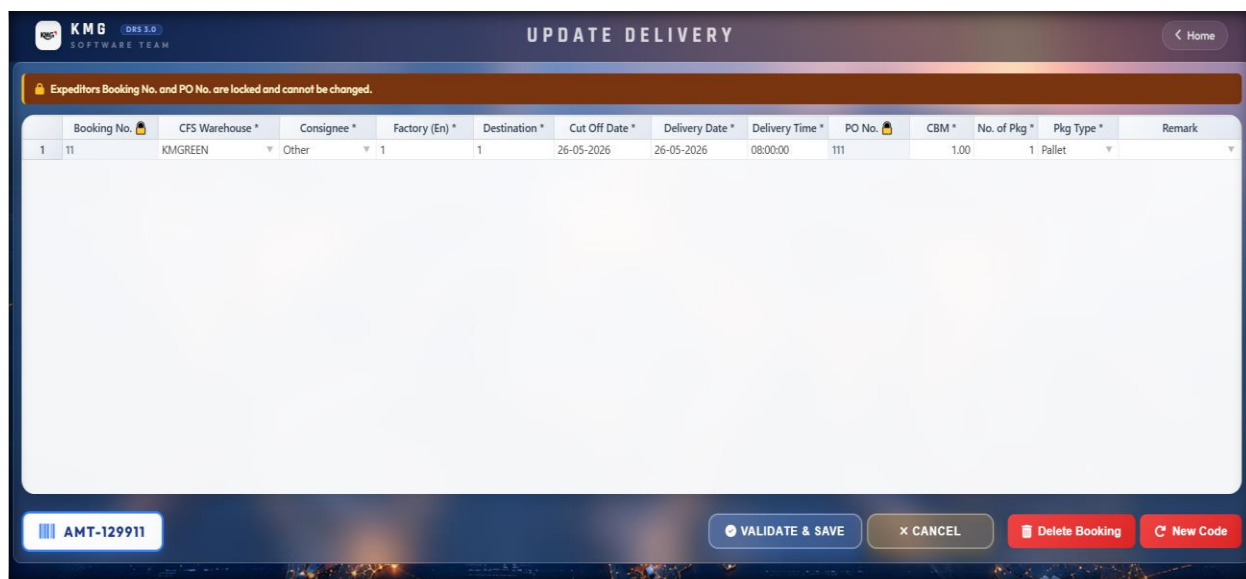 KMG DRS 3.0
SOFTWARE TEAM
UPDATE DELIVERY
Home
Expeditors Booking No. and PO No. are locked and cannot be changed.
Booking No. CFS Warehouse * Consignee * Factory (En) * Destination * Cut Off Date * Delivery Date * Delivery Time * PO No. CBM * No. of Pkg * Pkg Type * Remark
1 11 KMGREEN Other 1 1 26-05-2026 26-05-2026 08:00:00 111 1.00 1 Pallet
AMT-129911
VALIDATE & SAVE
× CANCEL
Delete Booking
New Code